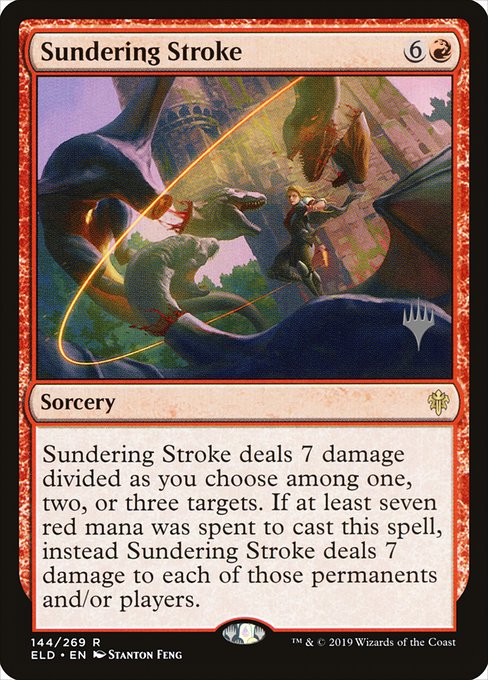 Sundering Stroke 6
Sorcery
Sundering Stroke deals 7 damage
divided as you choose among one,
two, or three targets. If at least seven
red mana was spent to cast this spell,
instead Sundering Stroke deals 7
damage to each of those permanents
and/or players.
144/269 R
ELD • EN Stanton Feng
™ & © 2019 Wizards of the Coast